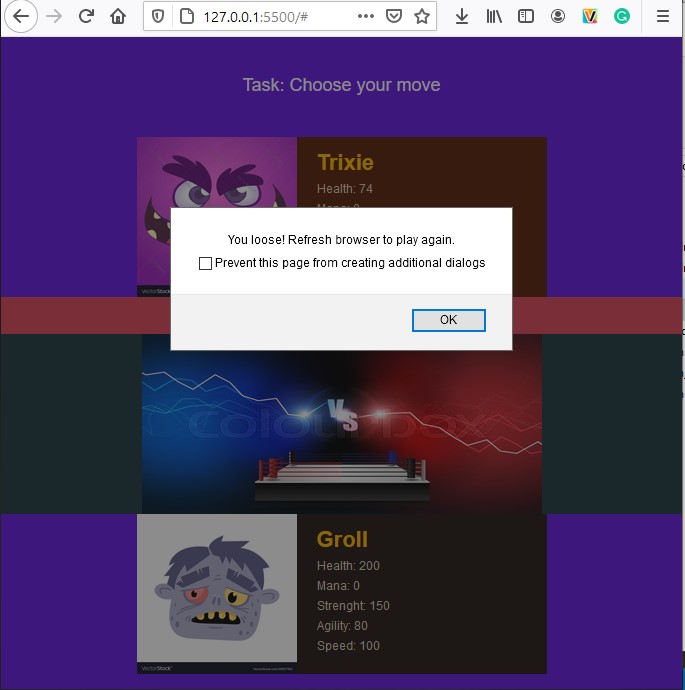 127.0.0.1:5500/#
Task: Choose your move
Trixie
Health: 74
Mana: 0
VectorStock
You loose! Refresh browser to play again.
Prevent this page from creating additional dialogs
OK
VS
colourbox
Groll
Health: 200
Mana: 0
Strenght: 150
Agility: 80
Speed: 100
VectorStock